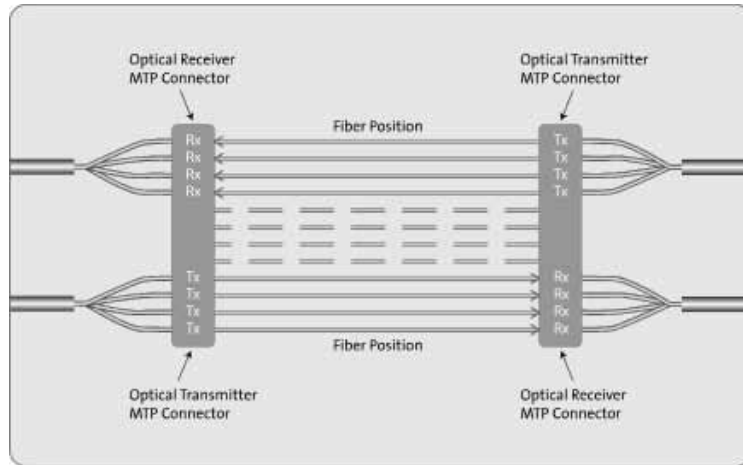 Optical Receiver
MTP Connector
Optical Transmitter
MTP Connector
Fiber Position
Rx
Rx
Rx
Rx
Tx
Tx
Tx
Tx
Tx
Tx
Tx
Tx
Rx
Rx
Rx
Rx
Fiber Position
Optical Transmitter
MTP Connector
Optical Receiver
MTP Connector